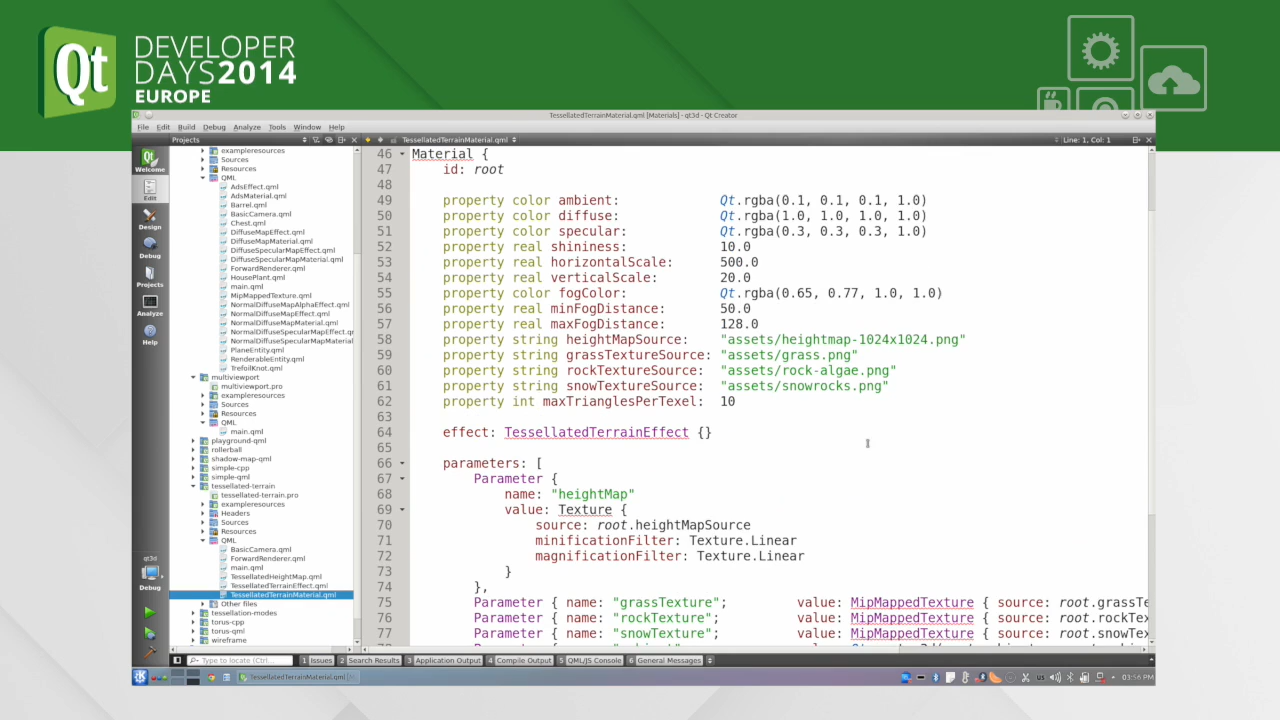 Qt
DEVELOPER
DAYS2014
EUROPE
TessellatedTerrainMaterial.qml [Materials] - qt3d - Qt Creator
File Edit Build Debug Analyze Tools Window Help
Projects
TessellatedTerrainMaterial.qml
Line: 1, Col: 1
Welcome
Edit
Design
Debug
Projects
Analyze
Help
qt3d
Debug
exampleresources
Sources
Resources
QML
AdsEffect.qml
AdsMaterial.qml
Barrel.qml
BasicCamera.qml
Chest.qml
DiffuseMapEffect.qml
DiffuseMapMaterial.qml
DiffuseSpecularMapEffect.qml
DiffuseSpecularMapMaterial.qml
ForwardRenderer.qml
HousePlant.qml
main.qml
MipMappedTexture.qml
NormalDiffuseMapAlphaEffect.qml
NormalDiffuseMapEffect.qml
NormalDiffuseMapMaterial.qml
NormalDiffuseSpecularMapEffect.qr
NormalDiffuseSpecularMapMaterial
PlaneEntity.qml
RenderableEntity.qml
TrefoilKnot.qml
multiviewport
multiviewport.pro
exampleresources
Sources
Resources
QML
main.qml
playground-qml
rollerball
shadow-map-qml
simple-cpp
simple-qml
tessellated-terrain
tessellated-terrain.pro
exampleresources
Headers
Sources
Resources
QML
BasicCamera.qml
ForwardRenderer.qml
main.qml
TessellatedHeightMap.qml
TessellatedTerrainEffect.qml
TessellatedTerrainMaterial.qml
Other files
tessellation-modes
torus-cpp
torus-qml
wireframe
46 Material {
47 id: root
48
49 property color ambient: Qt.rgba(0.1, 0.1, 0.1, 1.0)
50 property color diffuse: Qt.rgba(1.0, 1.0, 1.0, 1.0)
51 property color specular: Qt.rgba(0.3, 0.3, 0.3, 1.0)
52 property real shininess: 10.0
53 property real horizontalScale: 500.0
54 property real verticalScale: 20.0
55 property color fogColor: Qt.rgba(0.65, 0.77, 1.0, 1.0)
56 property real minFogDistance: 50.0
57 property real maxFogDistance: 128.0
58 property string heightMapSource: "assets/heightmap-1024x1024.png"
59 property string grassTextureSource: "assets/grass.png"
60 property string rockTextureSource: "assets/rock-algae.png"
61 property string snowTextureSource: "assets/snowrocks.png"
62 property int maxTrianglesPerTexel: 10
63
64 effect: TessellatedTerrainEffect {}
65
66 parameters: [
67 Parameter {
68 name: "heightMap"
69 value: Texture {
70 source: root.heightMapSource
71 minificationFilter: Texture.Linear
72 magnificationFilter: Texture.Linear
73 }
74 },
75 Parameter { name: "grassTexture"; value: MipMappedTexture { source: root.grassTe
76 Parameter { name: "rockTexture"; value: MipMappedTexture { source: root.rockTex
77 Parameter { name: "snowTexture"; value: MipMappedTexture { source: root.snowTex
Type to locate (Ctrl... 1 Issues 2 Search Results 3 Application Output 4 Compile Output 5 QML/JS Console 6 General Messages
TessellatedTerrainMaterial.qml [M
us 03:56 PM